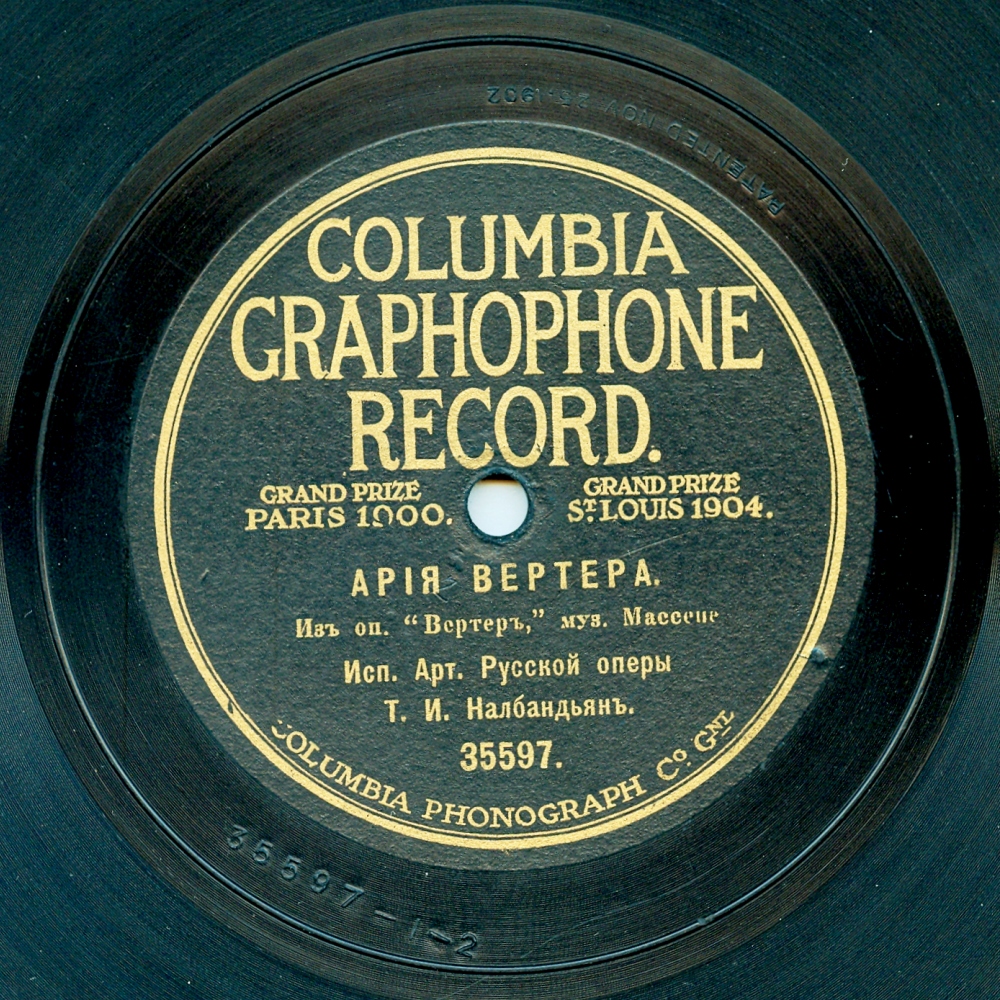 PATENTED NOV 25-1902
COLUMBIA
GRAPHOPHONE
RECORD.
GRAND PRIZE
PARIS 1900.
GRAND PRIZE
ST. LOUIS 1904.
АРІЯ ВЕРТЕРА.
Изъ оп. “Вертеръ,” муз. Массене
Исп. Арт. Русской оперы
Т. И. Налбандьянъ.
35597.
COLUMBIA PHONOGRAPH Co. GNL
35597-1-2